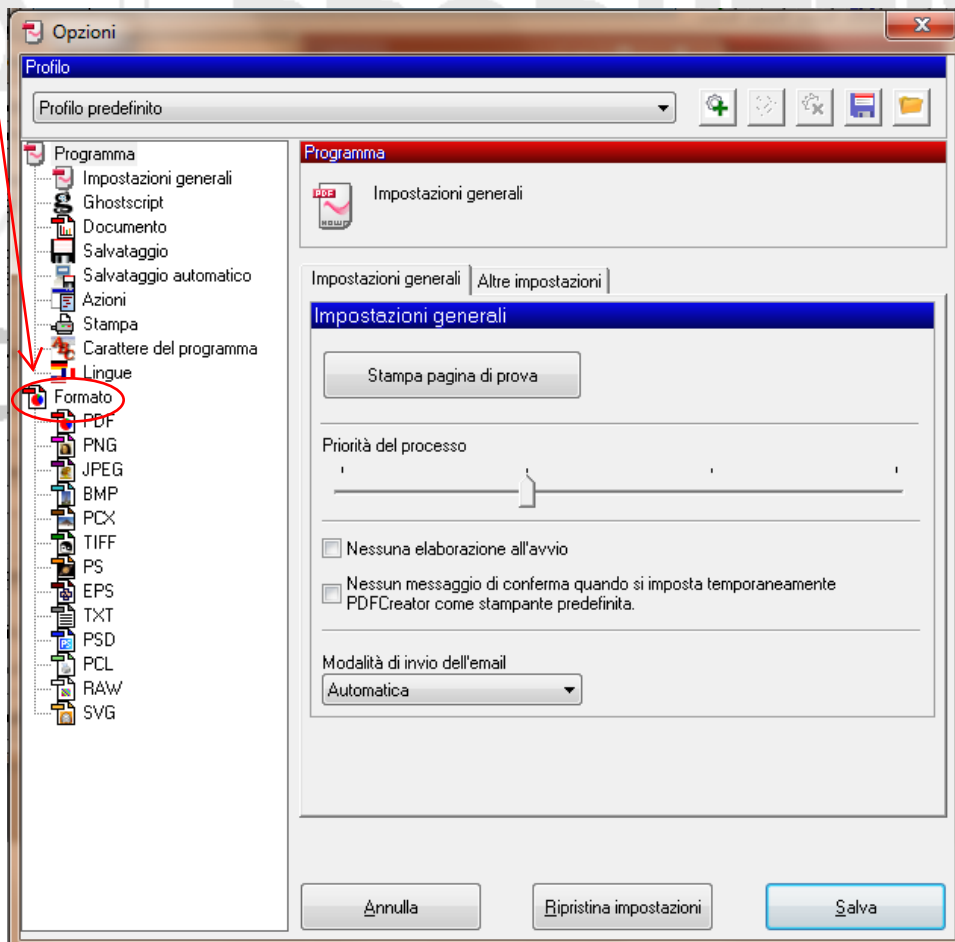 Opzioni
Profilo
Profilo predefinito
Programma
Impostazioni generali
Ghostscript
Documento
Salvataggio
Salvataggio automatico
Azioni
Stampa
Carattere del programma
Lingue
Formato
PDF
PNG
JPEG
BMP
PCX
TIFF
PS
EPS
TXT
PSD
PCL
RAW
SVG
Programma
PDF
Impostazioni generali
Impostazioni generali Altre impostazioni
Impostazioni generali
Stampa pagina di prova
Priorità del processo
Nessuna elaborazione all'avvio
Nessun messaggio di conferma quando si imposta temporaneamente
PDFCreator come stampante predefinita.
Modalità di invio dell'email
Automatica
Annulla Ripristina impostazioni Salva